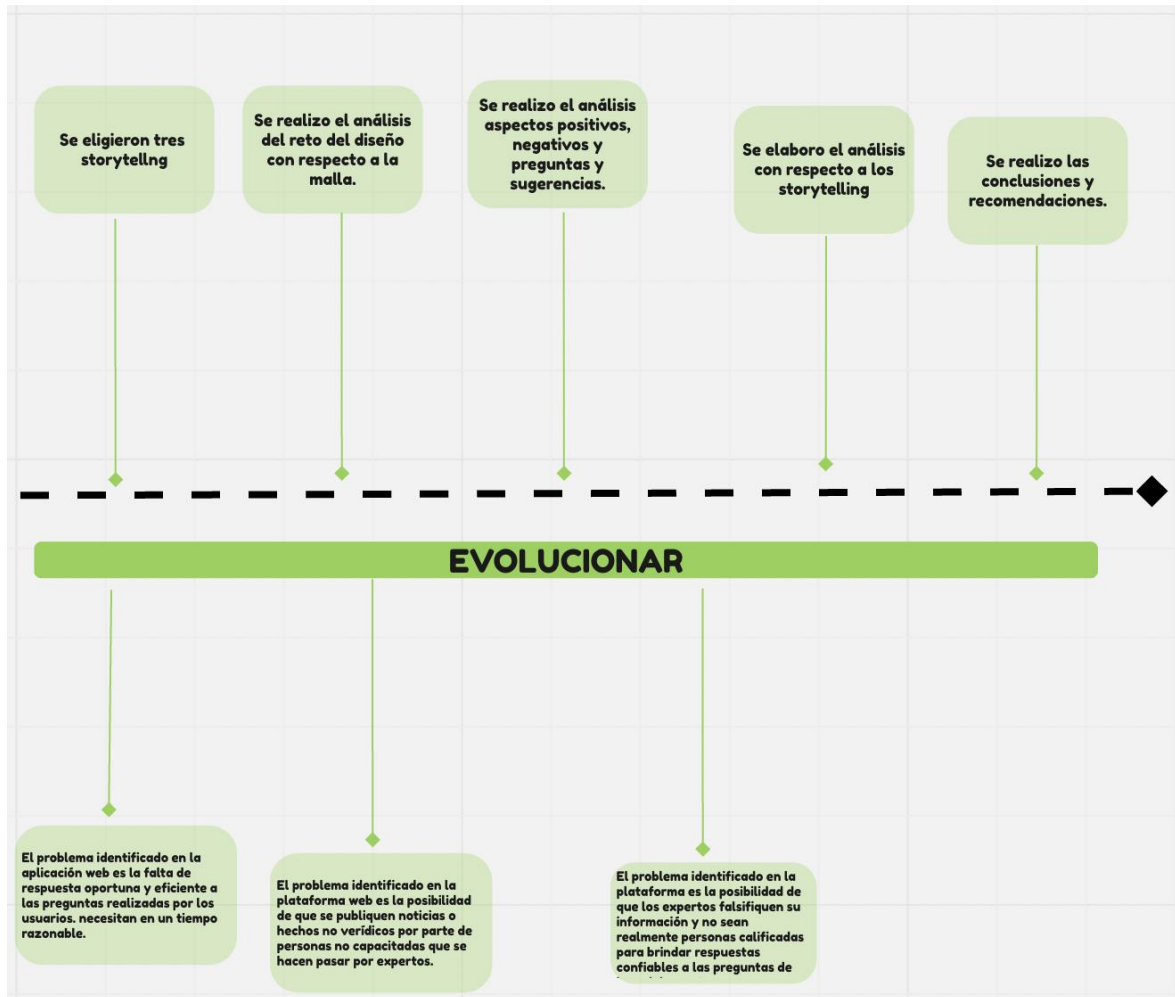 Se eligieron tres
storytellng
Se realizo el análisis
del reto del diseño
con respecto a la
malla.
Se realizo el análisis
aspectos positivos,
negativos y
preguntas y
sugerencias.
Se elaboro el análisis
con respecto a los
storytelling
Se realizo las
conclusiones y
recomendaciones.
EVOLUCIONAR
El problema identificado en la
aplicación web es la falta de
respuesta oportuna y eficiente a
las preguntas realizadas por los
usuarios. necesitan en un tiempo
razonable.
El problema identificado en la
plataforma web es la posibilidad
de que se publiquen noticias o
hechos no verídicos por parte de
personas no capacitadas que se
hacen pasar por expertos.
El problema identificado en la
plataforma es la posibilidad de
que los expertos falsifiquen su
información y no sean
realmente personas calificadas
para brindar respuestas
confiables a las preguntas de